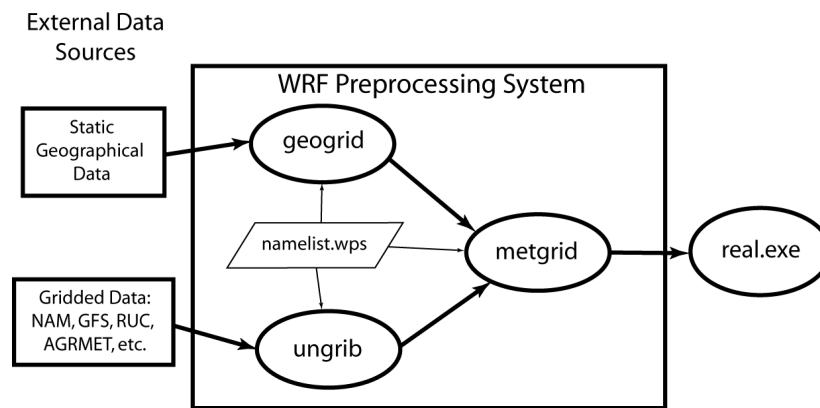 External Data
Sources
WRF Preprocessing System
Static
Geographical
Data
geogrid
namelist.wps
metgrid
real.exe
Gridded Data:
NAM, GFS, RUC,
AGRMET, etc.
ungrib